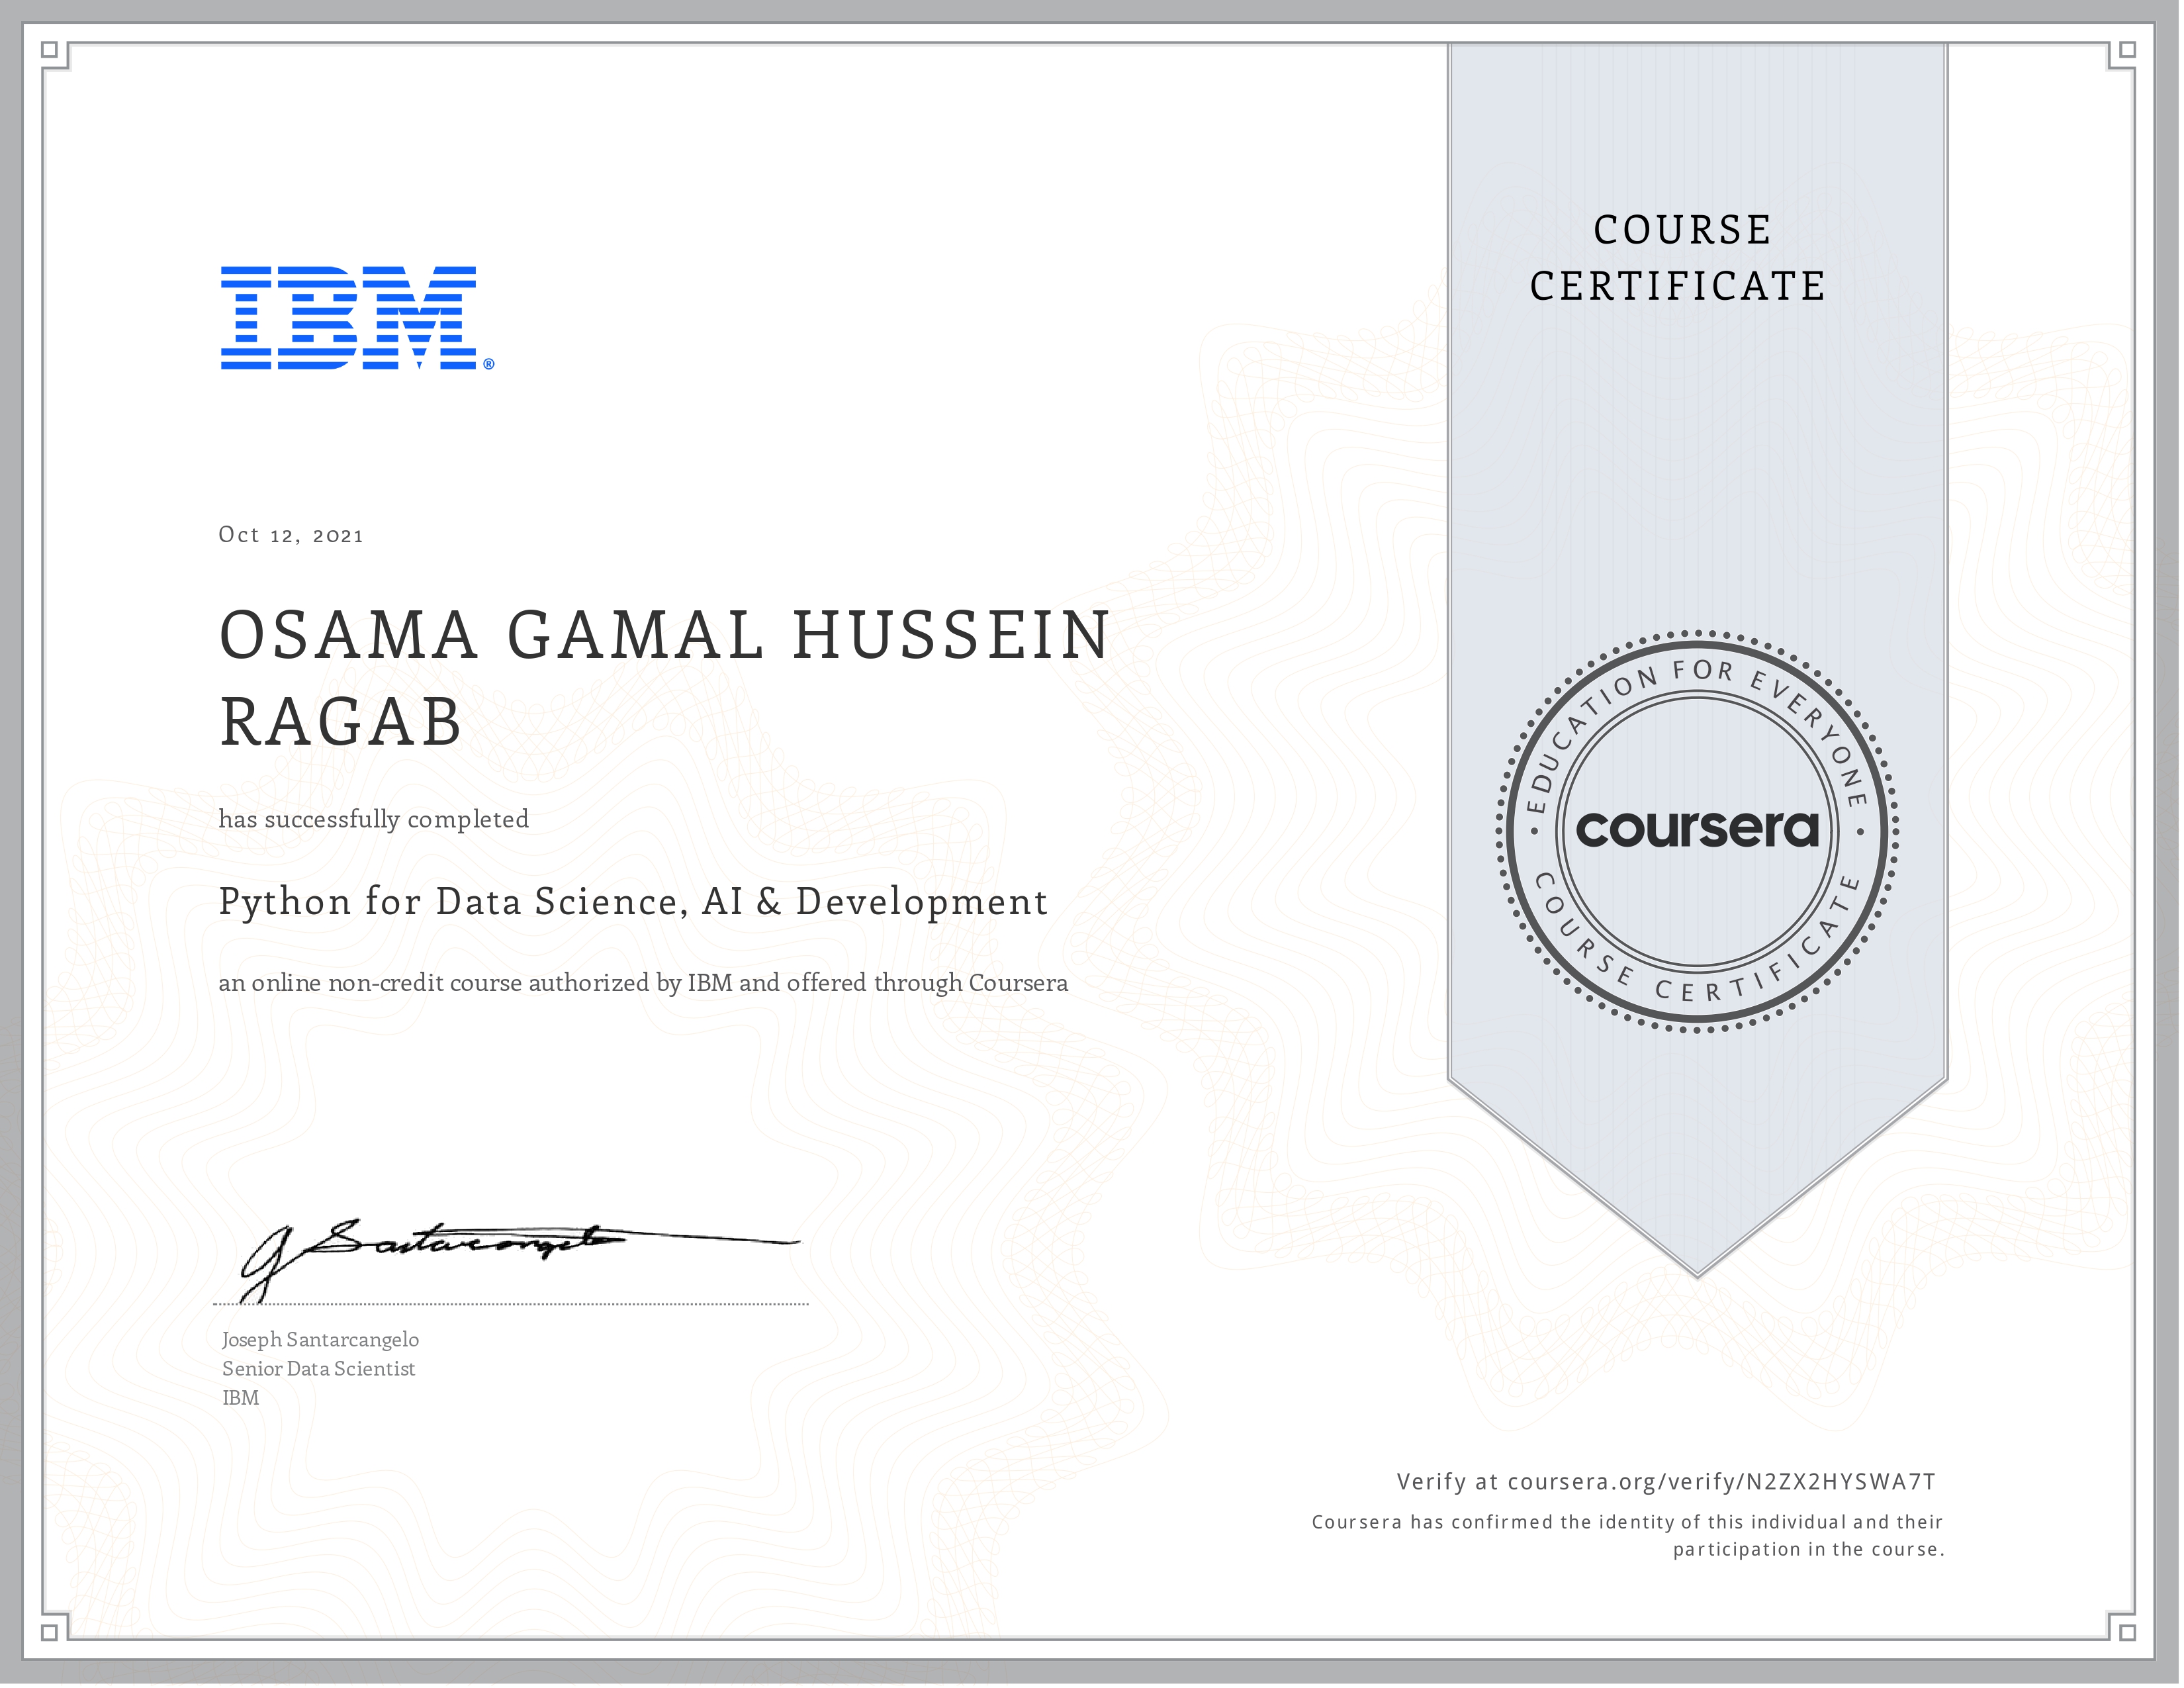 COURSE
CERTIFICATE
IBM®
Oct 12, 2021
OSAMA GAMAL HUSSEIN
RAGAB
has successfully completed
Python for Data Science, AI & Development
an online non-credit course authorized by IBM and offered through Coursera
EDUCATION FOR EVERYONE
coursera
COURSE CERTIFICATE
J Santarcangelo
Joseph Santarcangelo
Senior Data Scientist
IBM
Verify at coursera.org/verify/N2ZX2HYSWA7T
Coursera has confirmed the identity of this individual and their
participation in the course.